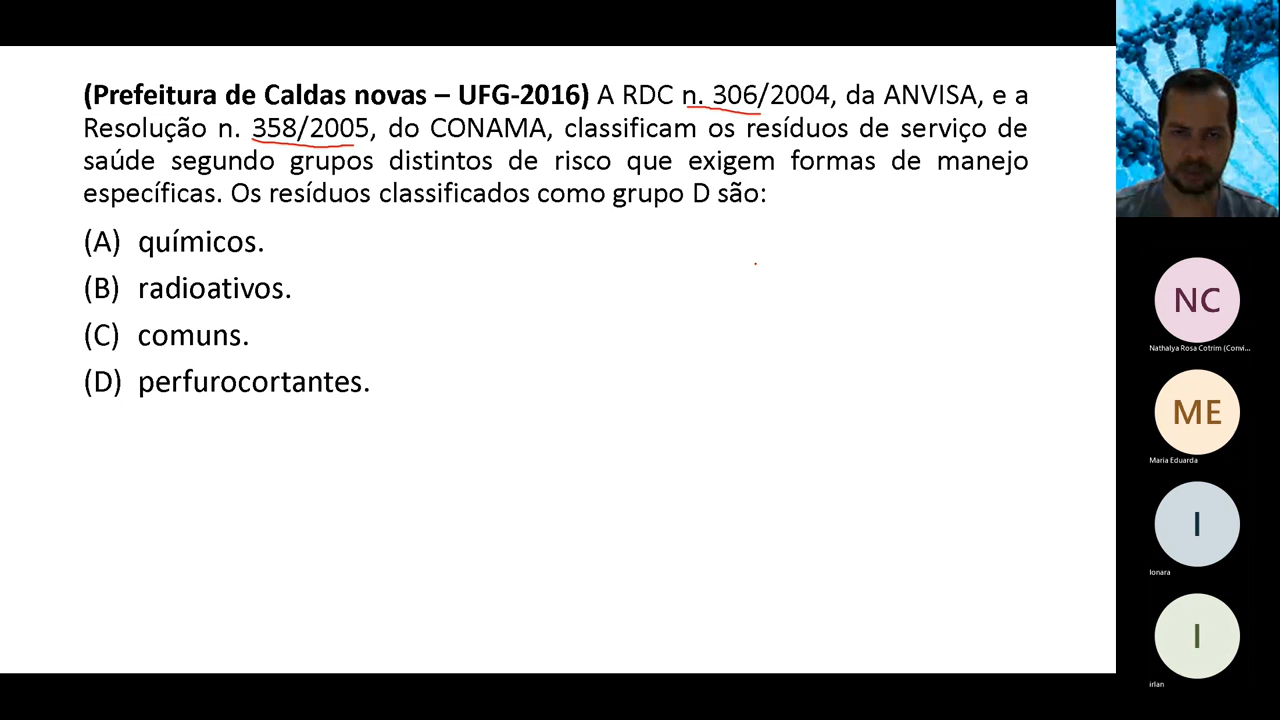 (Prefeitura de Caldas novas – UFG-2016) A RDC n. 306/2004, da ANVISA, e a
Resolução n. 358/2005, do CONAMA, classificam os resíduos de serviço de
saúde segundo grupos distintos de risco que exigem formas de manejo
específicas. Os resíduos classificados como grupo D são:
(A) químicos.
(B) radioativos.
(C) comuns.
(D) perfurocortantes.
NC
Nathalya Rosa Cotrim (Convi...
ME
Maria Eduarda
I
Ionara
I
irlan